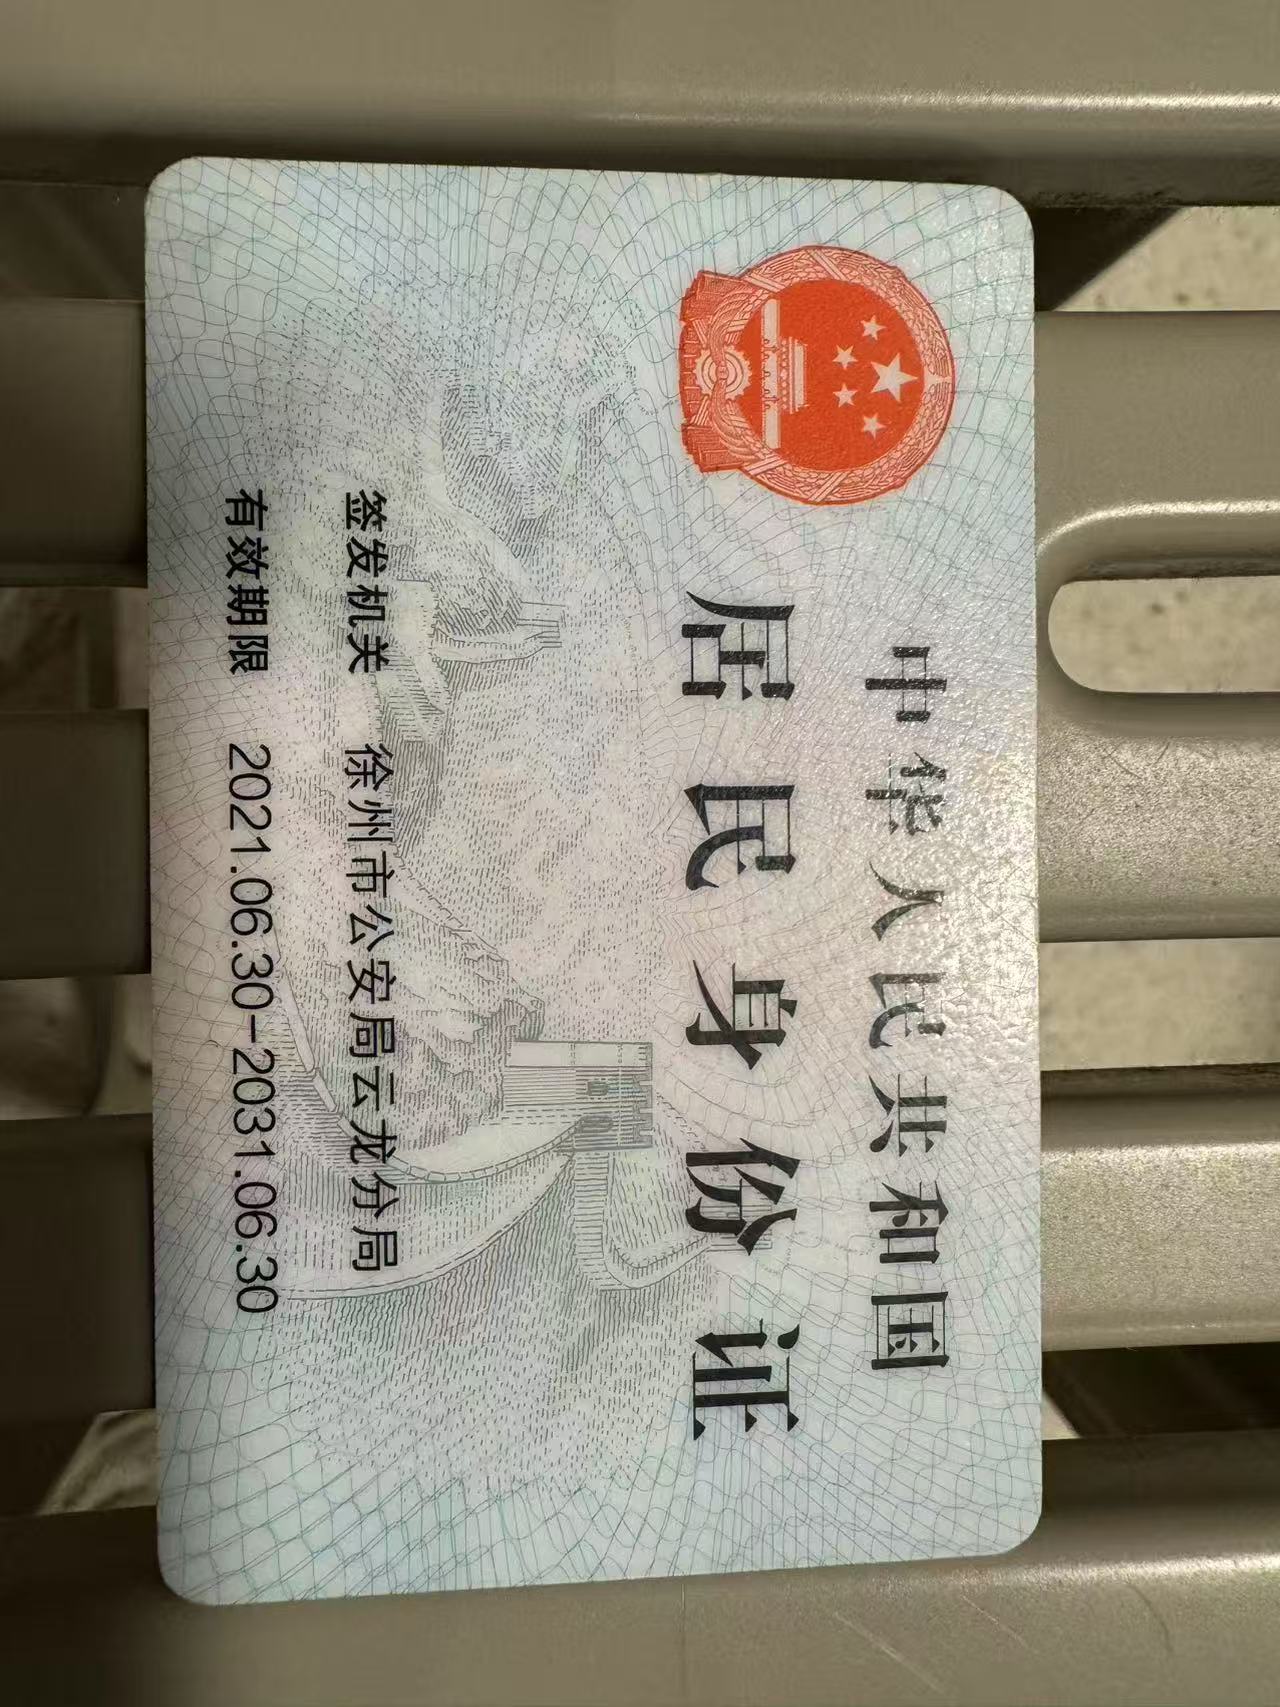 中华人民共和国
居民身份证
签发机关 徐州市公安局云龙分局
有效期限 2021.06.30-2031.06.30